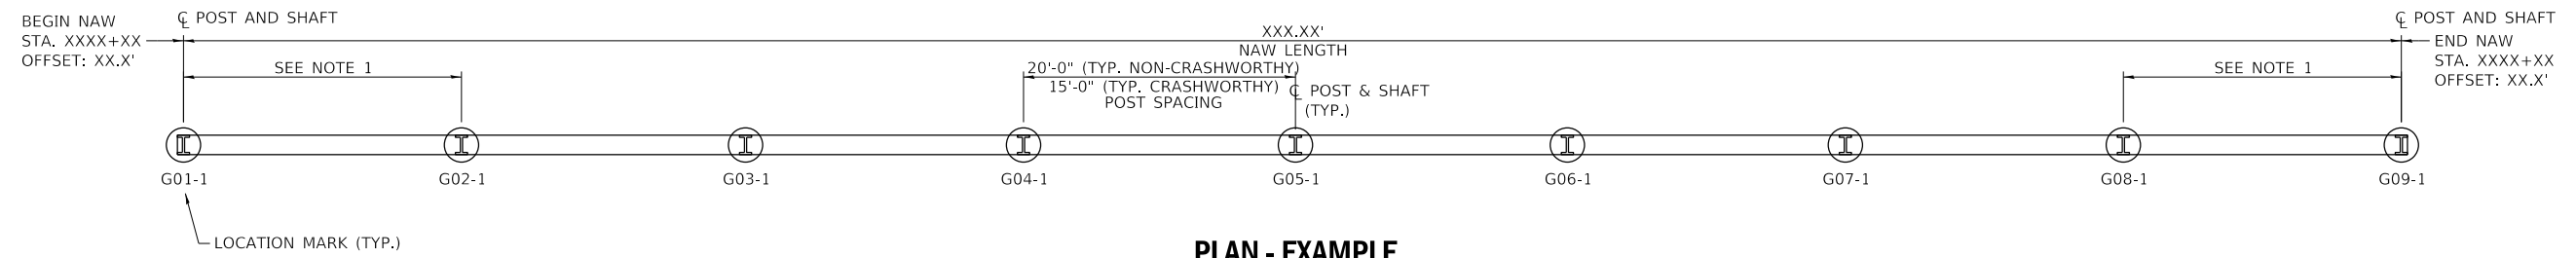 BEGIN NAW
STA. XXXX+XX
OFFSET: XX.X'
℄ POST AND SHAFT
SEE NOTE 1
XXX.XX'
NAW LENGTH
20'-0" (TYP. NON-CRASHWORTHY)
15'-0" (TYP. CRASHWORTHY)
POST SPACING
℄ POST & SHAFT
(TYP.)
℄ POST AND SHAFT
END NAW
STA. XXXX+XX
OFFSET: XX.X'
SEE NOTE 1
G01-1
G02-1
G03-1
G04-1
G05-1
G06-1
G07-1
G08-1
G09-1
LOCATION MARK (TYP.)
PLAN - EXAMPLE